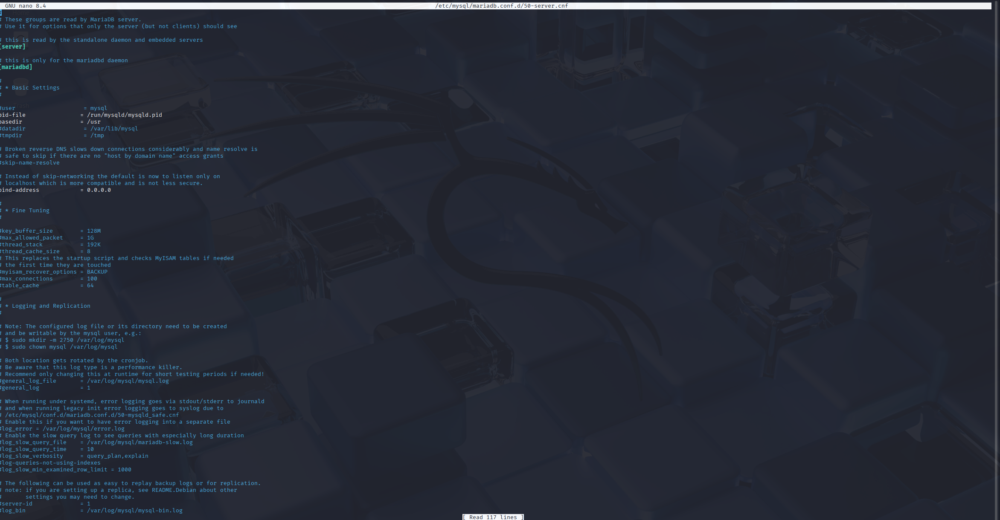 GNU nano 8.4 /etc/mysql/mariadb.conf.d/50-server.cnf
#
Home
# These groups are read by MariaDB server.
# Use it for options that only the server (but not clients) should see
# this is read by the standalone daemon and embedded servers
[server]
# this is only for the mariadbd daemon
[mariadbd]
#
# * Basic Settings
#
Trash
#user = mysql
pid-file = /run/mysqld/mysqld.pid
basedir = /usr
#datadir = /var/lib/mysql
#tmpdir = /tmp
# Broken reverse DNS slows down connections considerably and name resolve is
# safe to skip if there are no "host by domain name" access grants
#skip-name-resolve
# Instead of skip-networking the default is now to listen only on
# localhost which is more compatible and is not less secure.
bind-address = 0.0.0.0
#
# * Fine Tuning
#
#key_buffer_size = 128M
#max_allowed_packet = 1G
#thread_stack = 192K
#thread_cache_size = 8
# This replaces the startup script and checks MyISAM tables if needed
# the first time they are touched
#myisam_recover_options = BACKUP
#max_connections = 100
#table_cache = 64
#
# * Logging and Replication
#
# Note: The configured log file or its directory need to be created
# and be writable by the mysql user, e.g.:
# $ sudo mkdir -m 2750 /var/log/mysql
# $ sudo chown mysql /var/log/mysql
# Both location gets rotated by the cronjob.
# Be aware that this log type is a performance killer.
# Recommend only changing this at runtime for short testing periods if needed!
#general_log_file = /var/log/mysql/mysql.log
#general_log = 1
# When running under systemd, error logging goes via stdout/stderr to journald
# and when running legacy init error logging goes to syslog due to
# /etc/mysql/conf.d/mariadb.conf.d/50-mysqld_safe.cnf
# Enable this if you want to have error logging into a separate file
#log_error = /var/log/mysql/error.log
# Enable the slow query log to see queries with especially long duration
#log_slow_query_file = /var/log/mysql/mariadb-slow.log
#log_slow_query_time = 10
#log_slow_verbosity = query_plan,explain
#log-queries-not-using-indexes
#log_slow_min_examined_row_limit = 1000
# The following can be used as easy to replay backup logs or for replication.
# note: if you are setting up a replica, see README.Debian about other
# settings you may need to change.
#server-id = 1
#log_bin = /var/log/mysql/mysql-bin.log
[ Read 117 lines ]